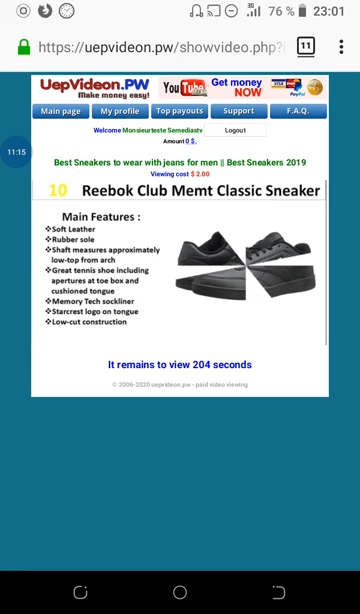 76 % 23:01
https://uepvideon.pw/showvideo.php?
11
UepVideon.PW
Make money easy!
YouTube
Get money
NOW
VISA
PayPal
Main page
My profile
Top payouts
Support
F.A.Q.
11:15
Welcome Monsieurteste Semediastv
Logout
Amount 0 $.
Best Sneakers to wear with jeans for men || Best Sneakers 2019
Viewing cost $ 2.00
10 Reebok Club Memt Classic Sneaker
Main Features :
❖Soft Leather
❖Rubber sole
❖Shaft measures approximately
low-top from arch
❖Great tennis shoe including
apertures at toe box and
cushioned tongue
❖Memory Tech sockliner
❖Starcrest logo on tongue
❖Low-cut construction
It remains to view 204 seconds
© 2006-2020 uepvideon.pw - paid video viewing